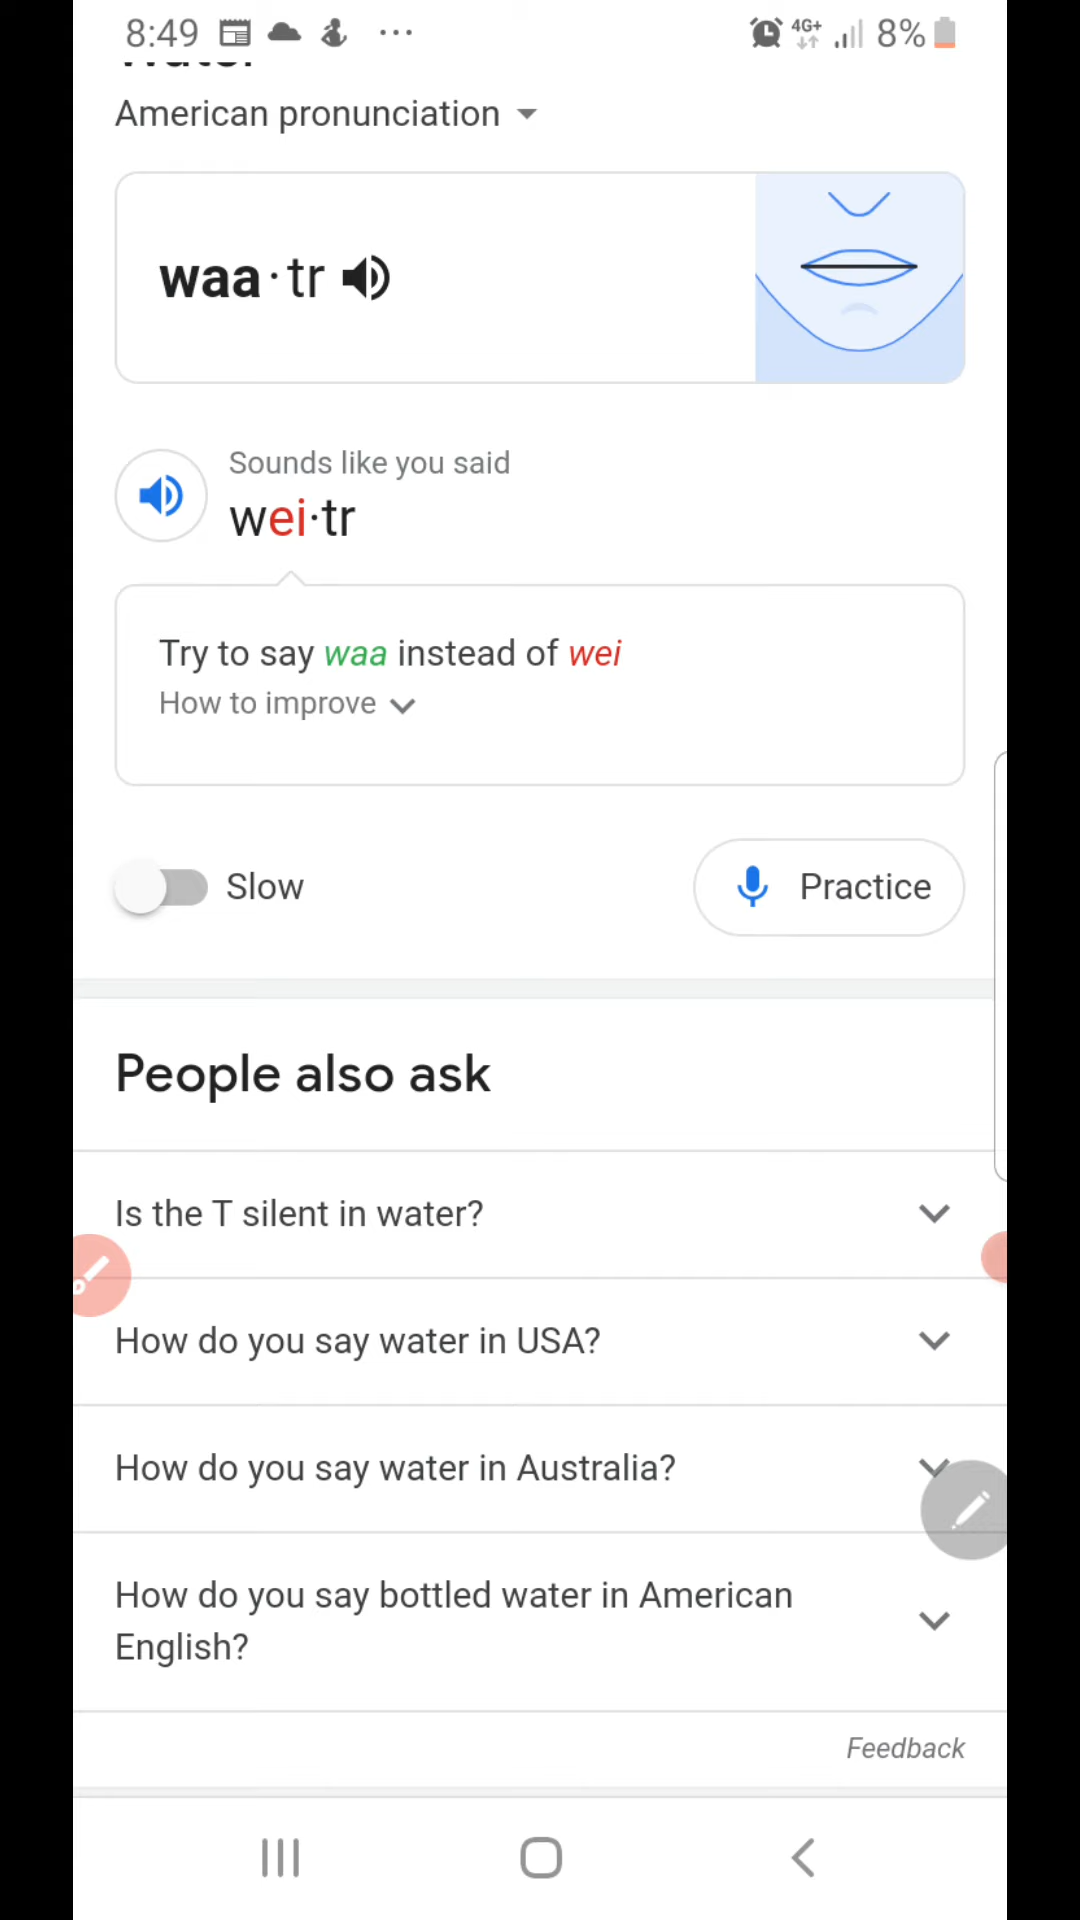 8:49 4G+ 8%
Water
American pronunciation
waa·tr
Sounds like you said
wei·tr
Try to say waa instead of wei
How to improve
Slow
Practice
People also ask
Is the T silent in water?
How do you say water in USA?
How do you say water in Australia?
How do you say bottled water in American
English?
Feedback